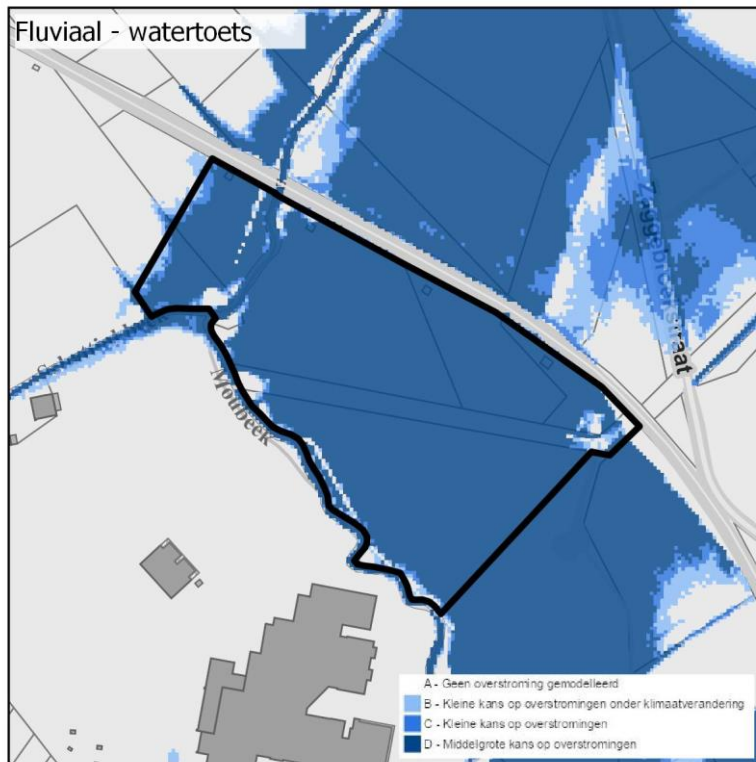 Fluviaal - watertoets
Moubeek
A - Geen overstroming gemodelleerd
B - Kleine kans op overstromingen onder klimaatverandering
C - Kleine kans op overstromingen
D - Middelgrote kans op overstromingen